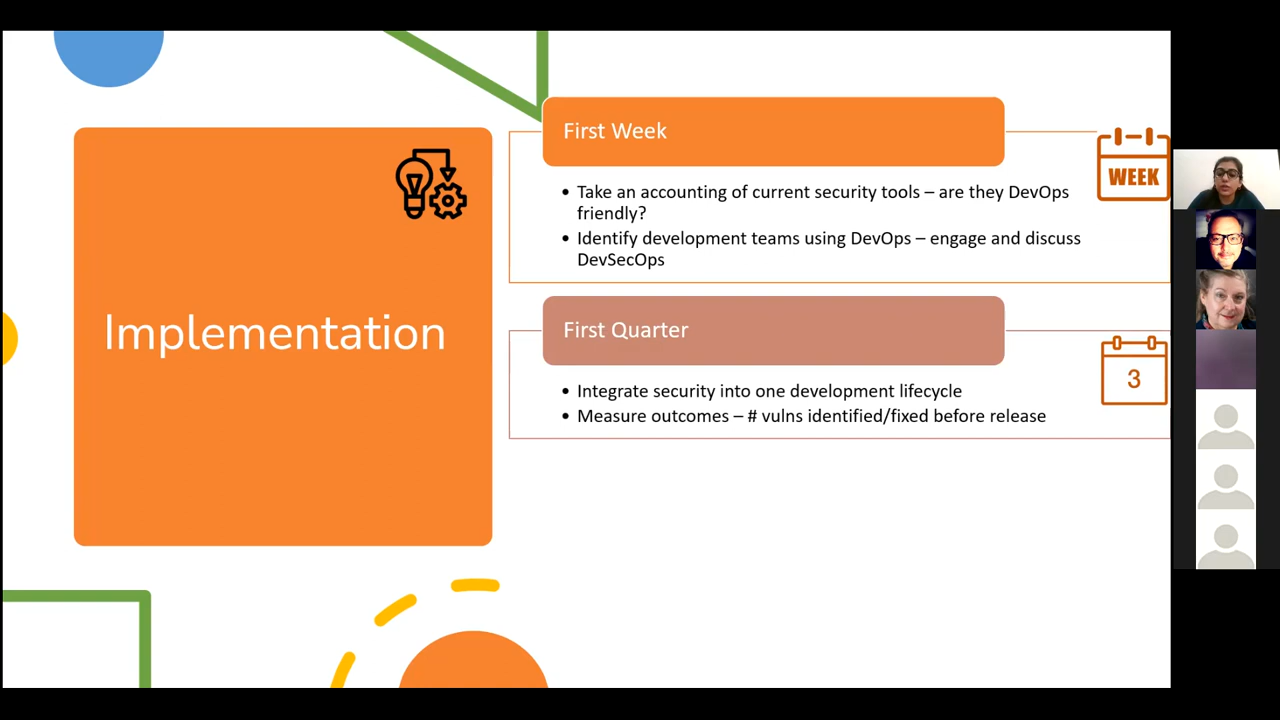 Implementation
First Week
WEEK
• Take an accounting of current security tools – are they DevOps
friendly?
• Identify development teams using DevOps – engage and discuss
DevSecOps
First Quarter
3
• Integrate security into one development lifecycle
• Measure outcomes – # vulns identified/fixed before release